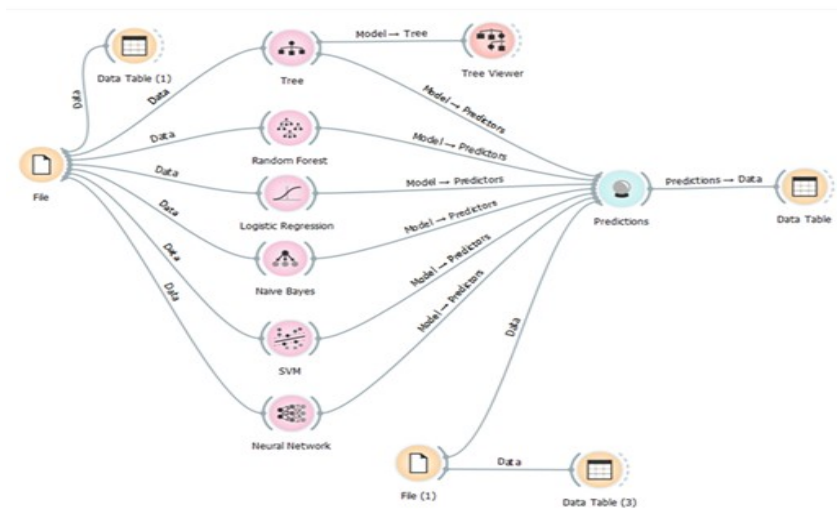 Data Table (1)
Data
Tree
Model → Tree
Tree Viewer
Data
Model → Predictors
File
Data
Random Forest
Model → Predictors
Data
Logistic Regression
Model → Predictors
Predictions
Predictions → Data
Data Table
Data
Naive Bayes
Model → Predictors
Data
SVM
Model → Predictors
Data
Neural Network
Model → Predictors
Data
File (1)
Data
Data Table (3)